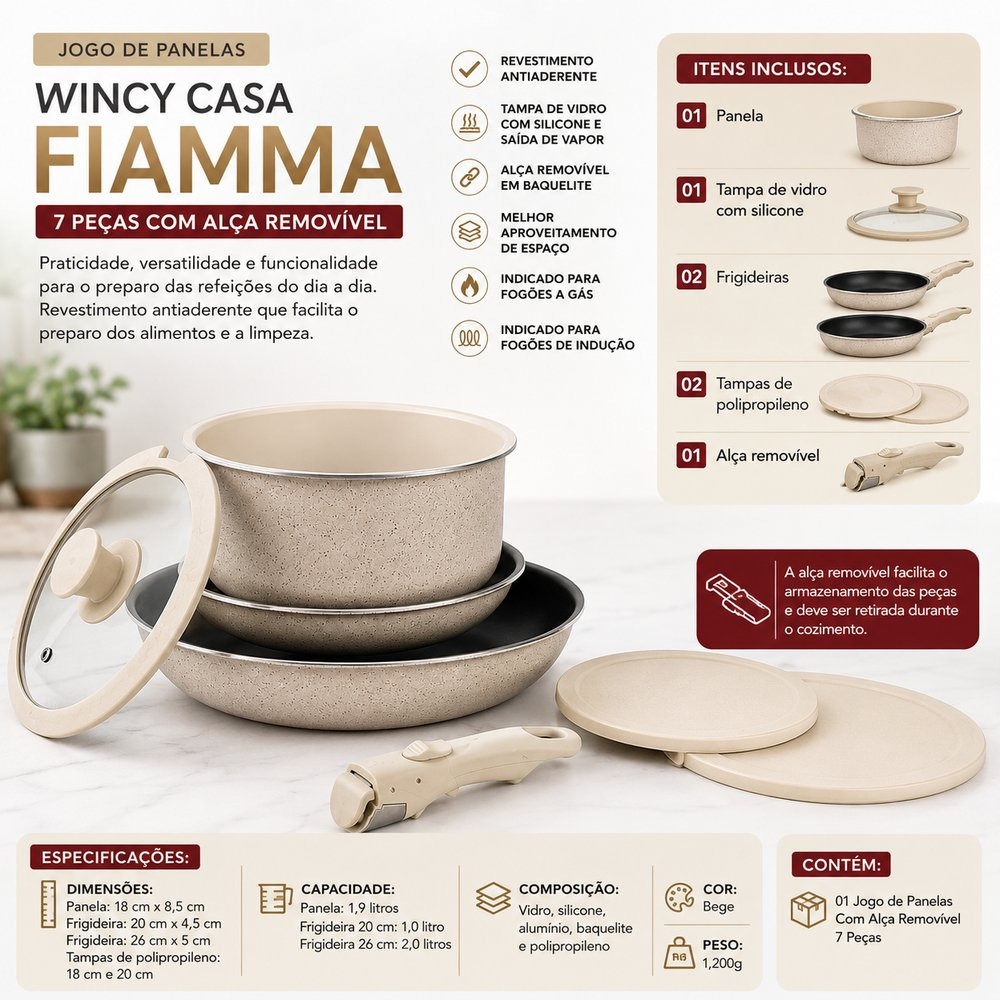 JOGO DE PANELAS
WINCY CASA
FIAMMA
7 PEÇAS COM ALÇA REMOVÍVEL
Praticidade, versatilidade e funcionalidade
para o preparo das refeições do dia a dia.
Revestimento antiaderente que facilita o
preparo dos alimentos e a limpeza.
REVESTIMENTO
ANTIADERENTE
TAMPA DE VIDRO
COM SILICONE E
SAÍDA DE VAPOR
ALÇA REMOVÍVEL
EM BAQUELITE
MELHOR
APROVEITAMENTO
DE ESPAÇO
INDICADO PARA
FOGÕES A GÁS
INDICADO PARA
FOGÕES DE INDUÇÃO
ITENS INCLUSOS:
01 Panela
01 Tampa de vidro
com silicone
02 Frigideiras
02 Tampas de
polipropileno
01 Alça removível
A alça removível facilita o
armazenamento das peças
e deve ser retirada durante
o cozimento.
ESPECIFICAÇÕES:
DIMENSÕES:
Panela: 18 cm x 8,5 cm
Frigideira: 20 cm x 4,5 cm
Frigideira: 26 cm x 5 cm
Tampas de polipropileno:
18 cm e 20 cm
CAPACIDADE:
Panela: 1,9 litros
Frigideira 20 cm: 1,0 litro
Frigideira 26 cm: 2,0 litros
COMPOSIÇÃO:
Vidro, silicone,
alumínio, baquelite
e polipropileno
COR:
Bege
PESO:
1,200g
CONTÉM:
01 Jogo de Panelas
Com Alça Removível
7 Peças